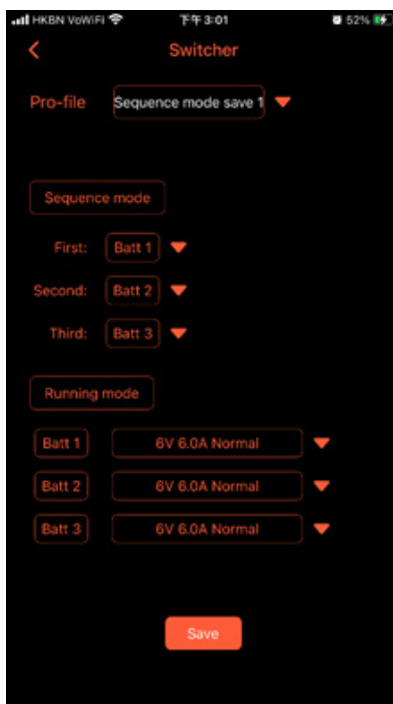 HKBN VoWiFi 下午3:01 52%
Switcher
Pro-file Sequence mode save 1
Sequence mode
First: Batt 1
Second: Batt 2
Third: Batt 3
Running mode
Batt 1 6V 6.0A Normal
Batt 2 6V 6.0A Normal
Batt 3 6V 6.0A Normal
Save